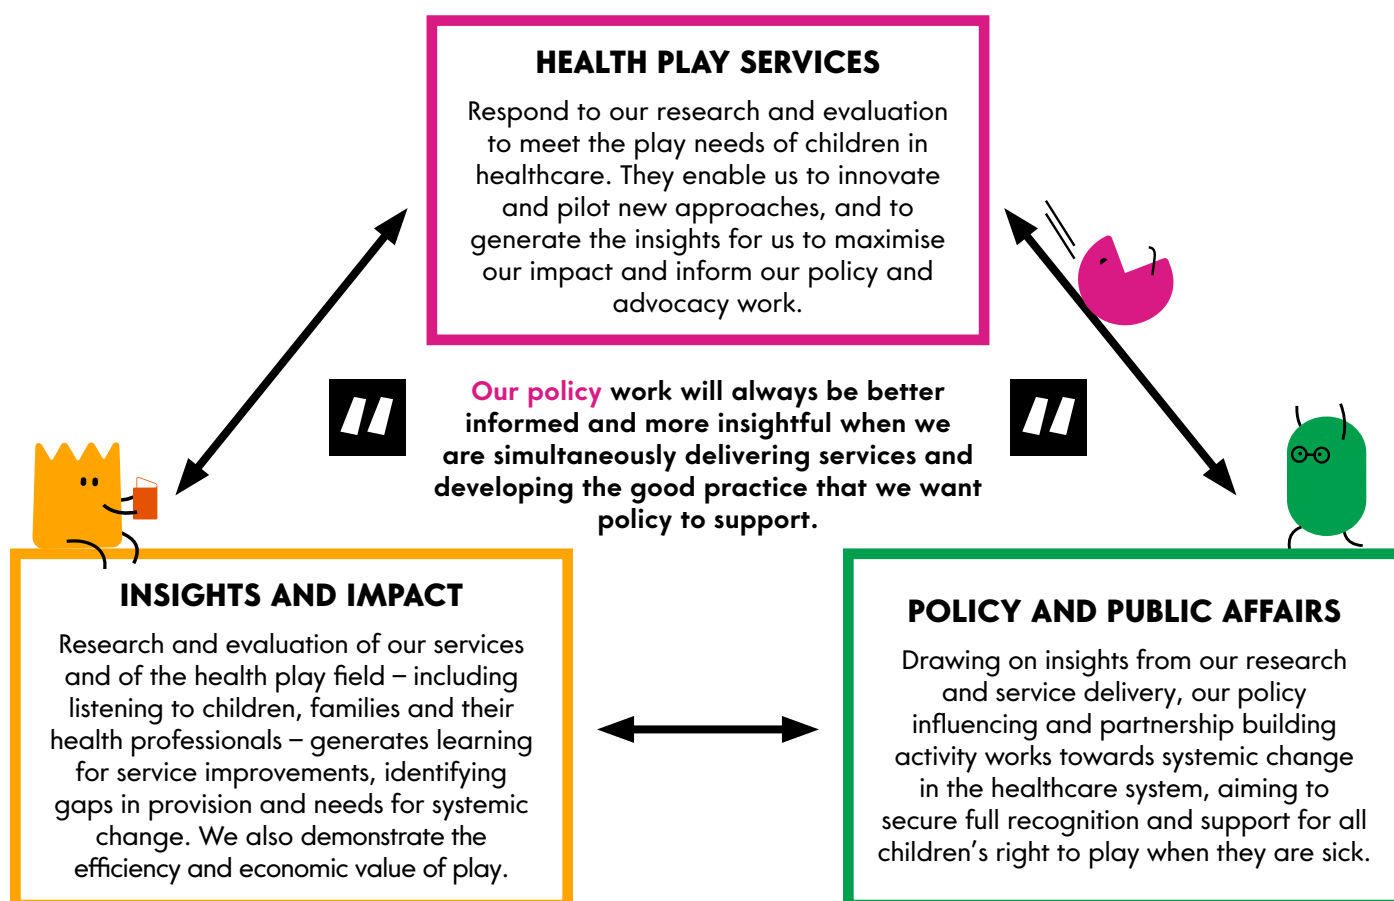 HEALTH PLAY SERVICES
Respond to our research and evaluation
to meet the play needs of children in
healthcare. They enable us to innovate
and pilot new approaches, and to
generate the insights for us to maximise
our impact and inform our policy and
advocacy work.
"
Our policy work will always be better
informed and more insightful when we
are simultaneously delivering services and
developing the good practice that we want
policy to support.
"
INSIGHTS AND IMPACT
Research and evaluation of our services
and of the health play field – including
listening to children, families and their
health professionals – generates learning
for service improvements, identifying
gaps in provision and needs for systemic
change. We also demonstrate the
efficiency and economic value of play.
POLICY AND PUBLIC AFFAIRS
Drawing on insights from our research
and service delivery, our policy
influencing and partnership building
activity works towards systemic change
in the healthcare system, aiming to
secure full recognition and support for all
children's right to play when they are sick.